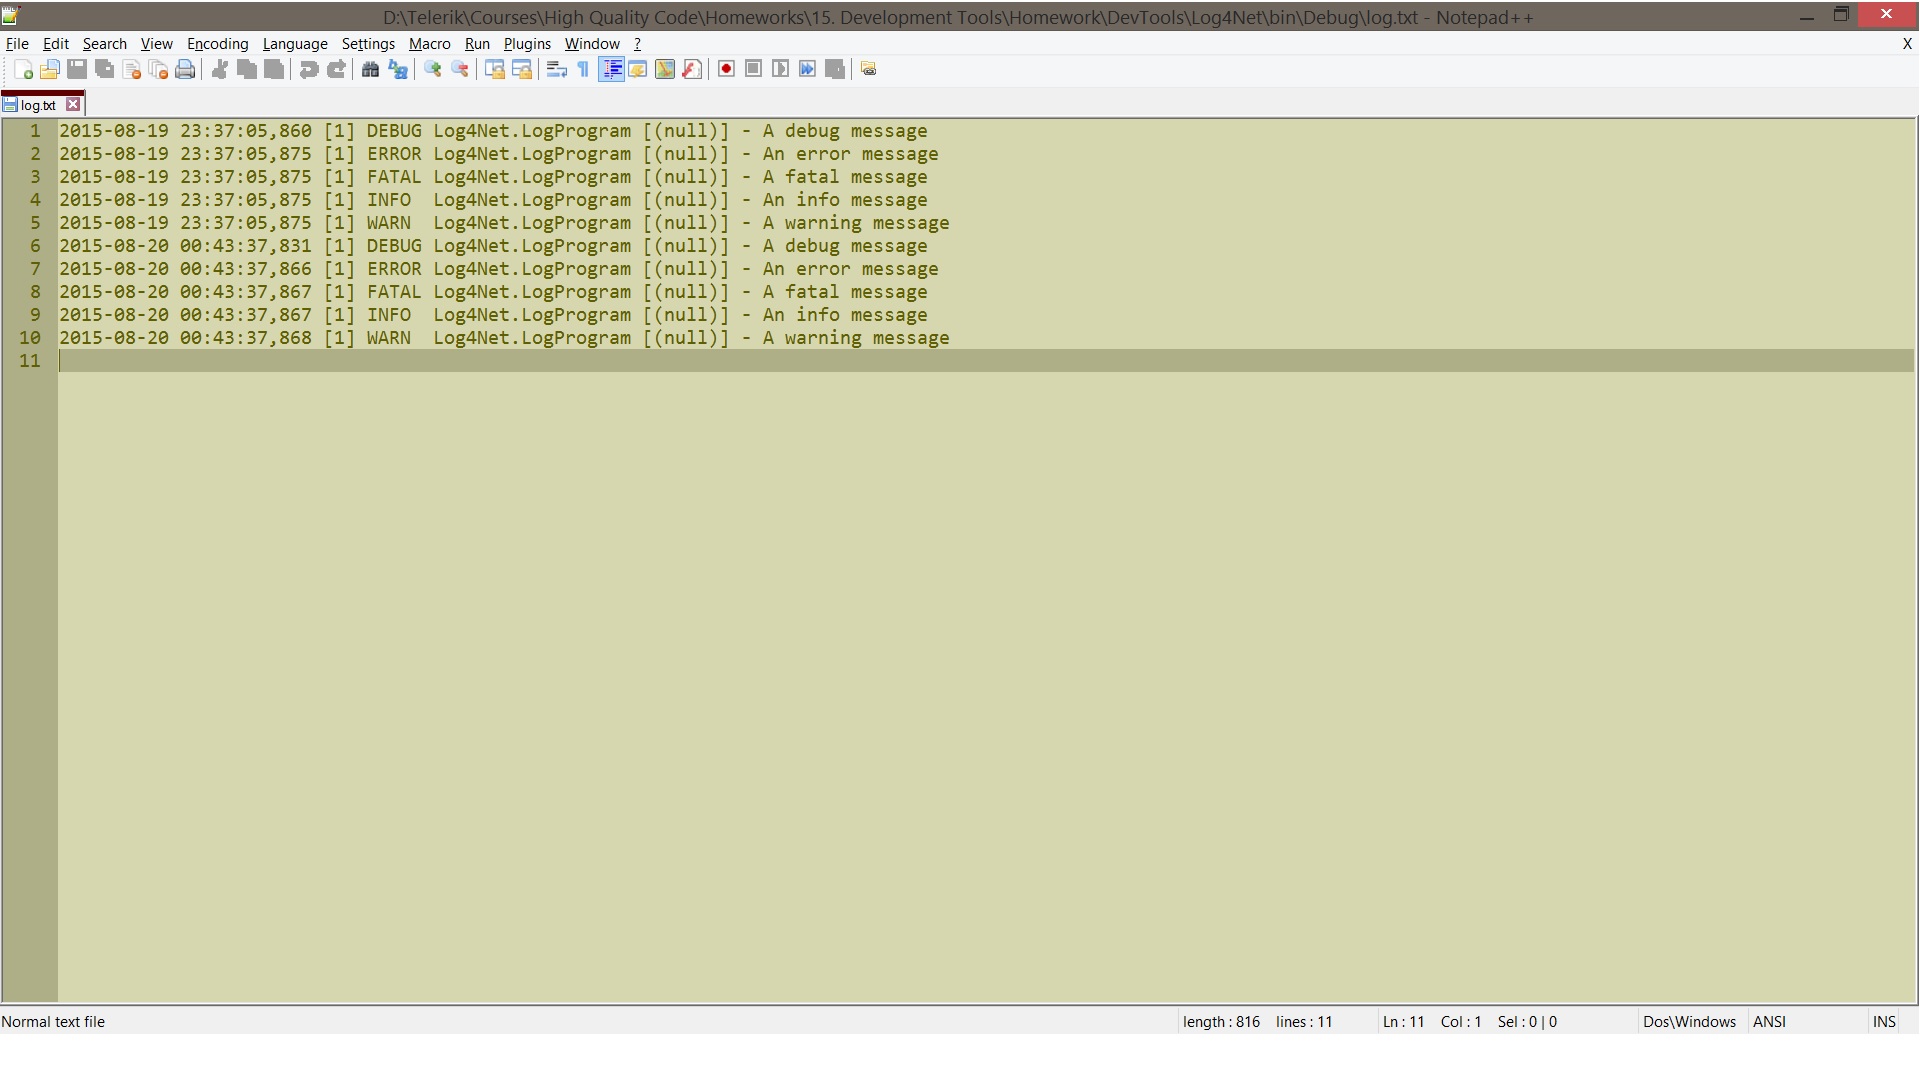 D:\Telerik\Courses\High Quality Code\Homeworks\15. Development Tools\Homework\DevTools\Log4Net\bin\Debug\log.txt - Notepad++
File Edit Search View Encoding Language Settings Macro Run Plugins Window ? X
log.txt
1 2015-08-19 23:37:05,860 [1] DEBUG Log4Net.LogProgram [(null)] - A debug message
2 2015-08-19 23:37:05,875 [1] ERROR Log4Net.LogProgram [(null)] - An error message
3 2015-08-19 23:37:05,875 [1] FATAL Log4Net.LogProgram [(null)] - A fatal message
4 2015-08-19 23:37:05,875 [1] INFO  Log4Net.LogProgram [(null)] - An info message
5 2015-08-19 23:37:05,875 [1] WARN  Log4Net.LogProgram [(null)] - A warning message
6 2015-08-20 00:43:37,831 [1] DEBUG Log4Net.LogProgram [(null)] - A debug message
7 2015-08-20 00:43:37,866 [1] ERROR Log4Net.LogProgram [(null)] - An error message
8 2015-08-20 00:43:37,867 [1] FATAL Log4Net.LogProgram [(null)] - A fatal message
9 2015-08-20 00:43:37,867 [1] INFO  Log4Net.LogProgram [(null)] - An info message
10 2015-08-20 00:43:37,868 [1] WARN  Log4Net.LogProgram [(null)] - A warning message
11
Normal text file length : 816 lines : 11 Ln : 11 Col : 1 Sel : 0 | 0 Dos\Windows ANSI INS